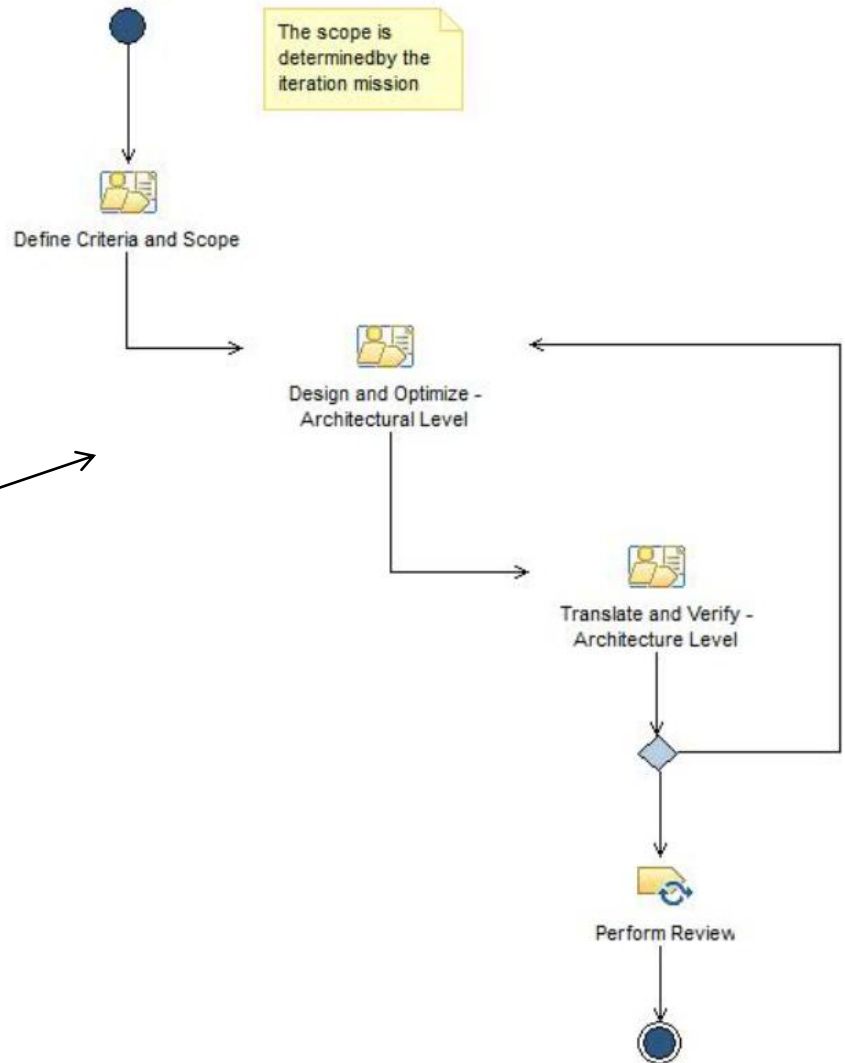 The scope is
determinedby the
iteration mission
Define Criteria and Scope
Design and Optimize -
Architectural Level
Translate and Verify -
Architecture Level
Perform Review